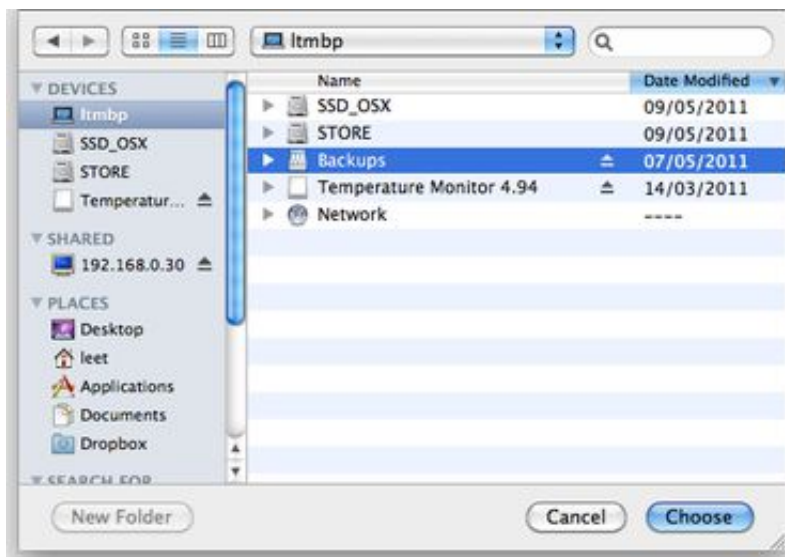 ltmbp
Name Date Modified
DEVICES
ltmbp
SSD_OSX
STORE
Temperatur...
SHARED
192.168.0.30
PLACES
Desktop
leet
Applications
Documents
Dropbox
SEARCH FOR
SSD_OSX 09/05/2011
STORE 09/05/2011
Backups 07/05/2011
Temperature Monitor 4.94 14/03/2011
Network ----
New Folder Cancel Choose